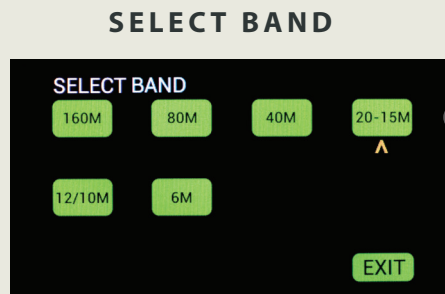 SELECT BAND
SELECT BAND
160M 80M 40M 20-15M
^
12/10M 6M
EXIT